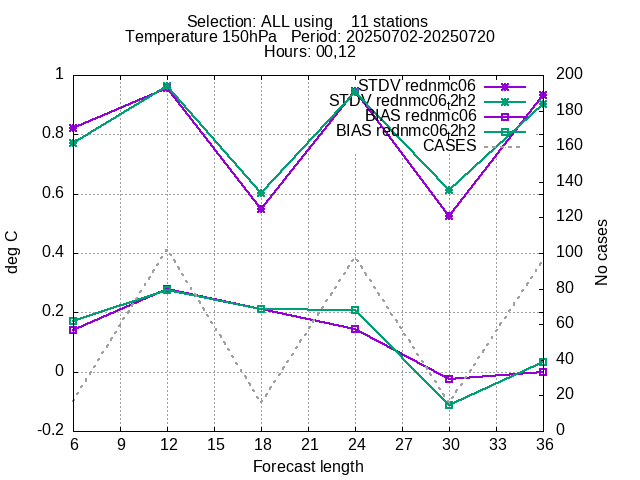 Selection: ALL using    11 stations
Temperature 150hPa   Period: 20250702-20250720
Hours: 00,12
STDV rednmc06
STDV rednmc06,2h2
BIAS rednmc06
BIAS rednmc06,2h2
CASES
1
0.8
0.6
0.4
0.2
0
-0.2
200
180
160
140
120
100
80
60
40
20
0
deg C
No cases
6 9 12 15 18 21 24 27 30 33 36
Forecast length